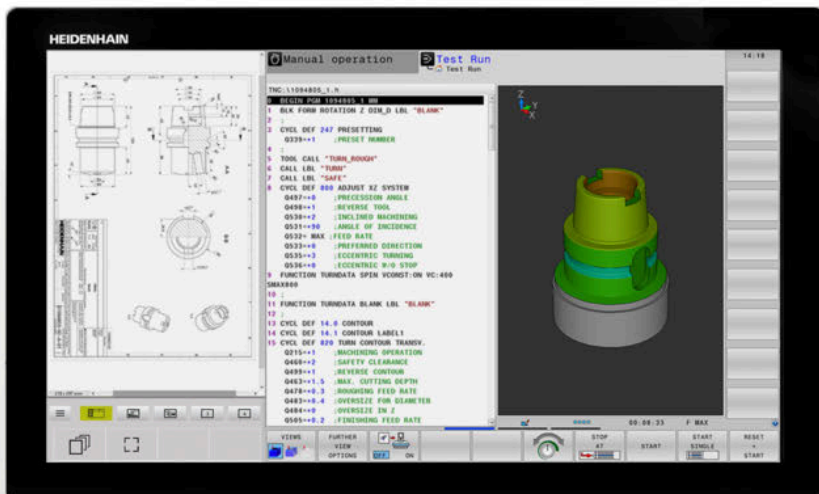 HEIDENHAIN
Manual operation
Test Run
Test Run
14:18
TNC:\1094805_1.h
0 BEGIN PGM 1094805_1 MM
1 BLK FORM ROTATION Z DIM_D LBL "BLANK"
2 ;
3 CYCL DEF 247 PRESETTING
Q339=+1 ;PRESET NUMBER
4 ;
5 TOOL CALL "TURN_ROUGH"
6 CALL LBL "TURN"
7 CALL LBL "SAFE"
8 CYCL DEF 800 ADJUST XZ SYSTEM
Q497=+0 ;PRECESSION ANGLE
Q498=+1 ;REVERSE TOOL
Q530=+2 ;INCLINED MACHINING
Q531=+90 ;ANGLE OF INCIDENCE
Q532= MAX ;FEED RATE
Q533=+0 ;PREFERRED DIRECTION
Q535=+3 ;ECCENTRIC TURNING
Q536=+0 ;ECCENTRIC W/O STOP
9 FUNCTION TURNDATA SPIN VCONST:ON VC:400
SMAX800
10 ;
11 FUNCTION TURNDATA BLANK LBL "BLANK"
12 ;
13 CYCL DEF 14.0 CONTOUR
14 CYCL DEF 14.1 CONTOUR LABEL1
15 CYCL DEF 820 TURN CONTOUR TRANSV.
Q215=+1 ;MACHINING OPERATION
Q460=+2 ;SAFETY CLEARANCE
Q499=+1 ;REVERSE CONTOUR
Q463=+1.5 ;MAX. CUTTING DEPTH
Q478=+0.3 ;ROUGHING FEED RATE
Q483=+0.4 ;OVERSIZE FOR DIAMETER
Q484=+0 ;OVERSIZE IN Z
Q505=+0.2 ;FINISHING FEED RATE
Z
Y
X
00:08:33 F MAX
VIEWS
FURTHER
VIEW
OPTIONS
OFF ON
STOP
AT
START
START
SINGLE
RESET
+
START
HEIDENHAIN